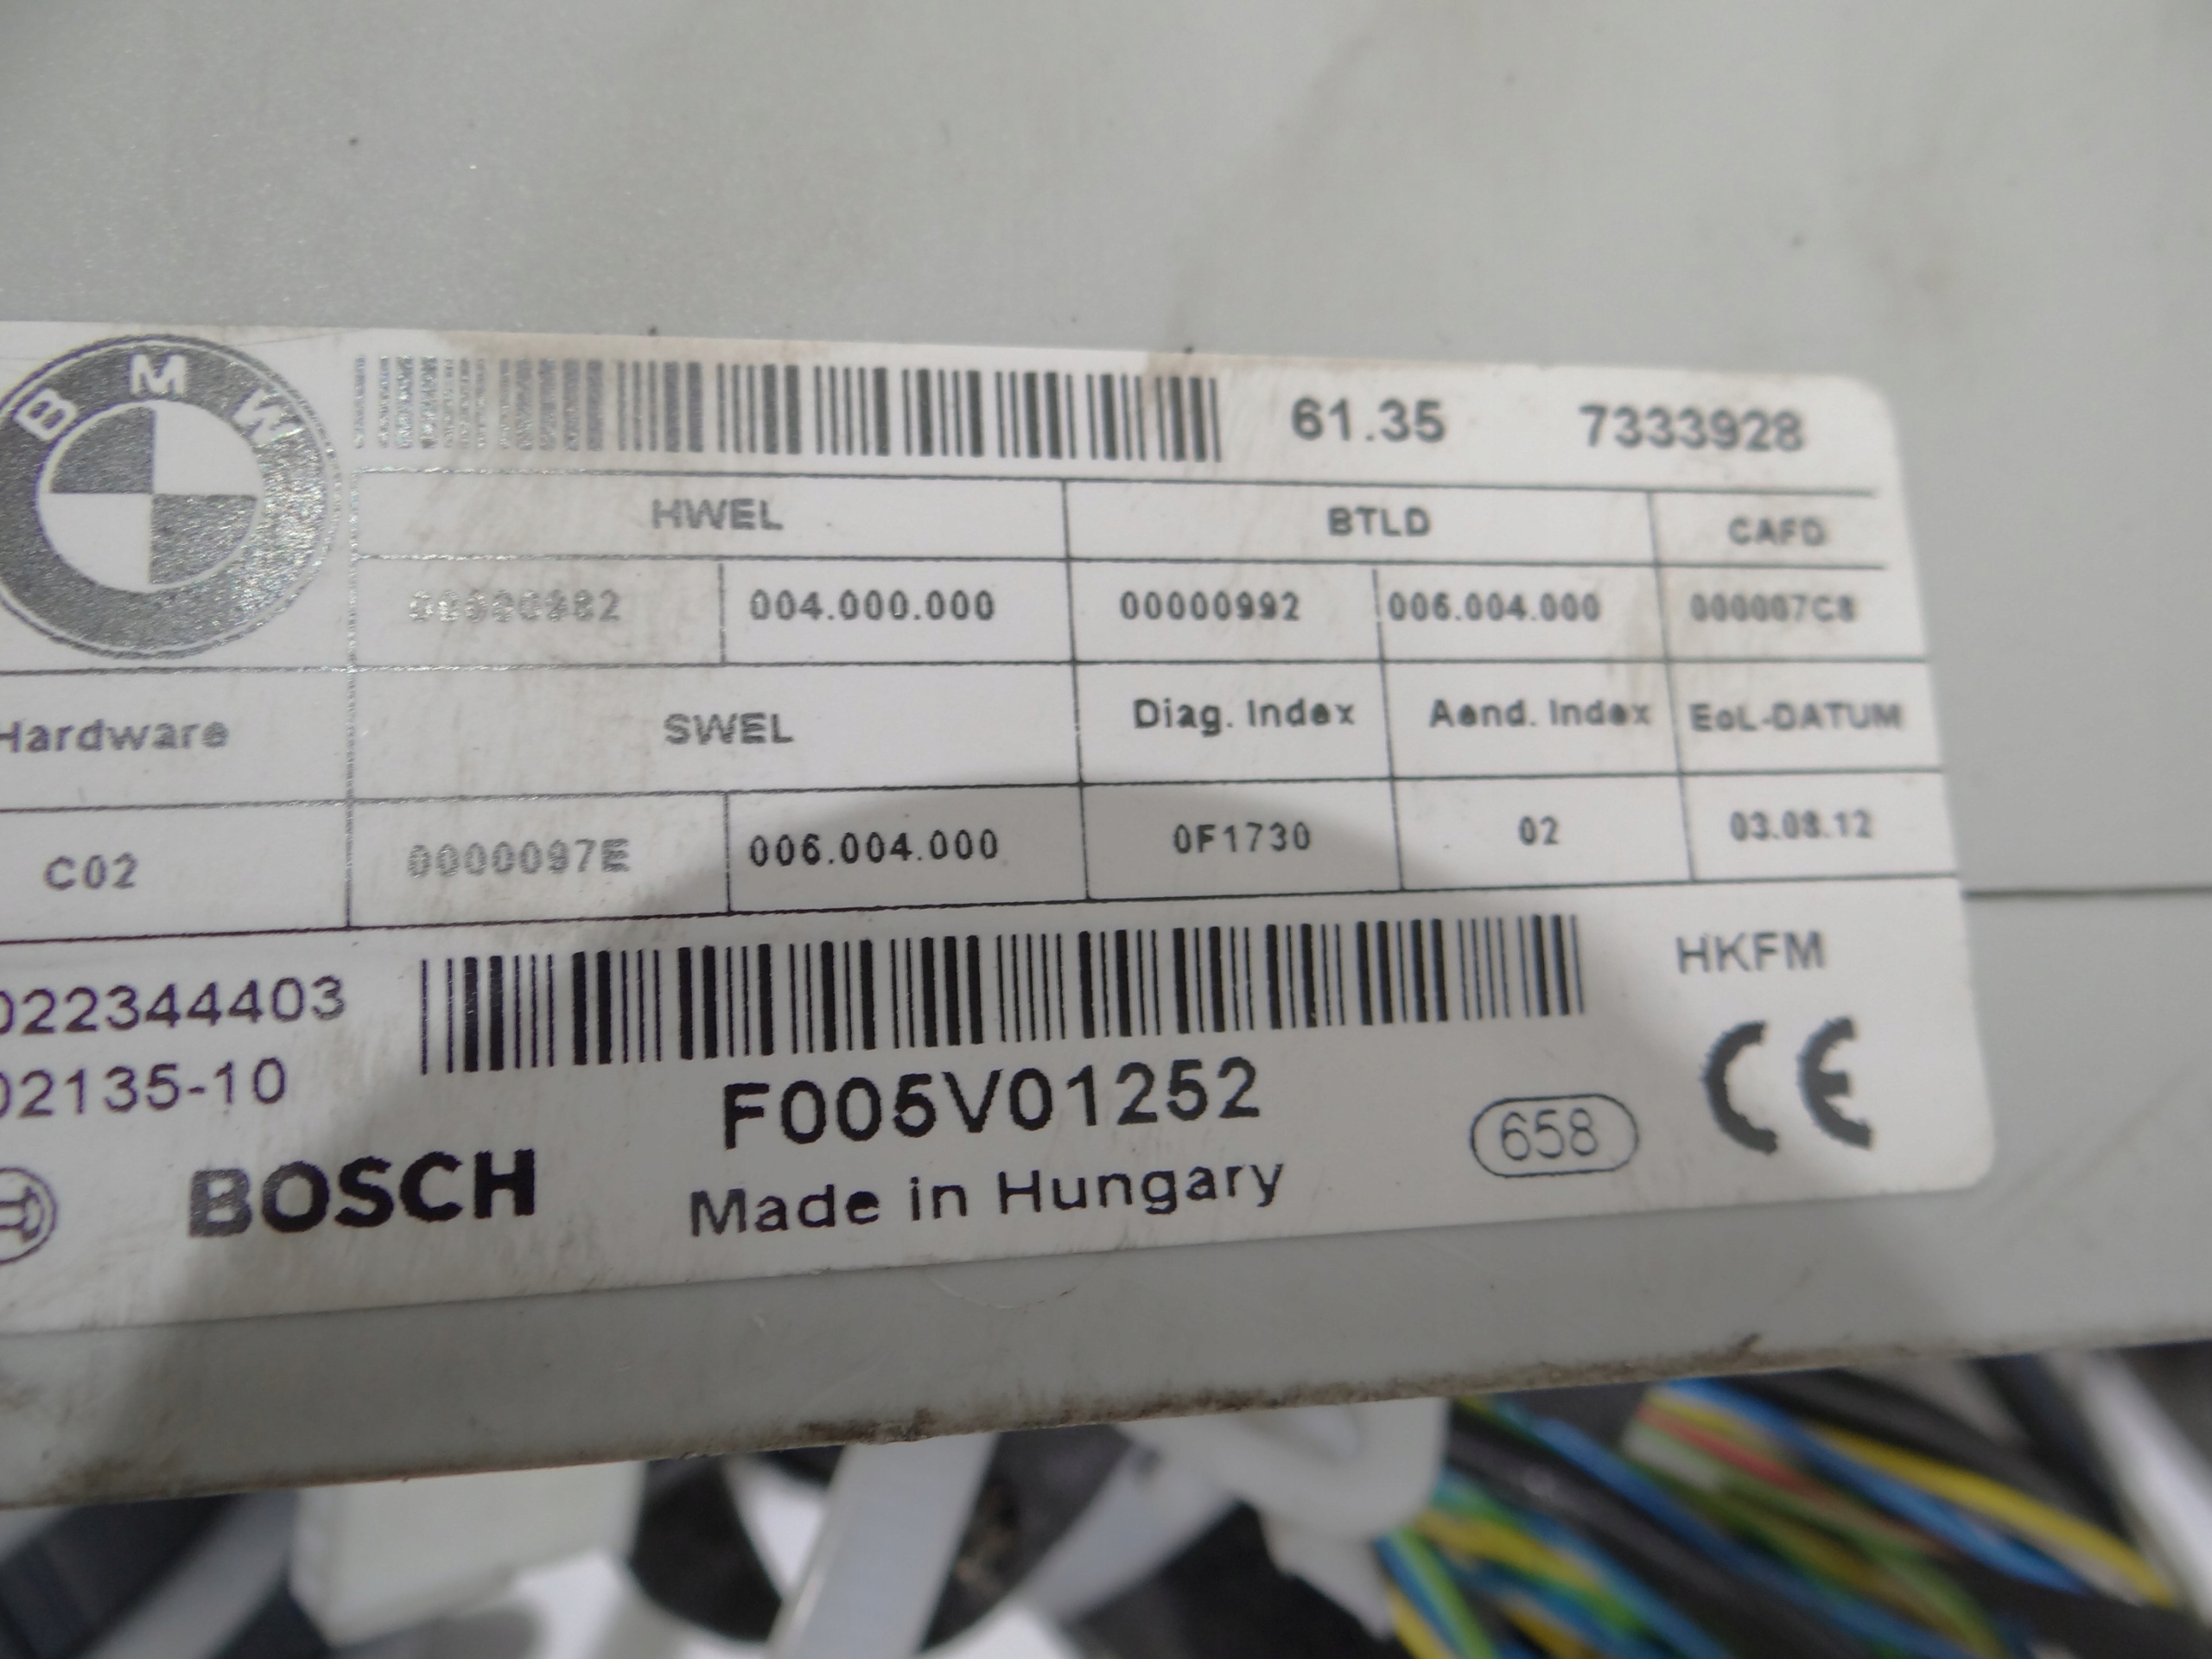 BMW
61.35 7333928
HWEL BTLD CAFD
00000982 004.000.000 00000992 006.004.000 000007C8
Hardware SWEL Diag. Index Aend. Index EoL-DATUM
C02 0000097E 006.004.000 0F1730 02 03.08.12
022344403 HKFM
02135-10 F005V01252
BOSCH Made in Hungary 658 CE